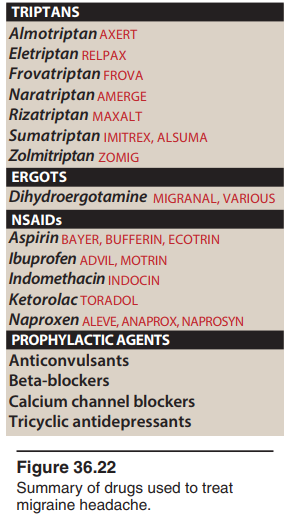 TRIPTANS
Almotriptan AXERT
Eletriptan RELPAX
Frovatriptan FROVA
Naratriptan AMERGE
Rizatriptan MAXALT
Sumatriptan IMITREX, ALSUMA
Zolmitriptan ZOMIG
ERGOTS
Dihydroergotamine MIGRANAL, VARIOUS
NSAIDs
Aspirin BAYER, BUFFERIN, ECOTRIN
Ibuprofen ADVIL, MOTRIN
Indomethacin INDOCIN
Ketorolac TORADOL
Naproxen ALEVE, ANAPROX, NAPROSYN
PROPHYLACTIC AGENTS
Anticonvulsants
Beta-blockers
Calcium channel blockers
Tricyclic antidepressants
Figure 36.22
Summary of drugs used to treat
migraine headache.